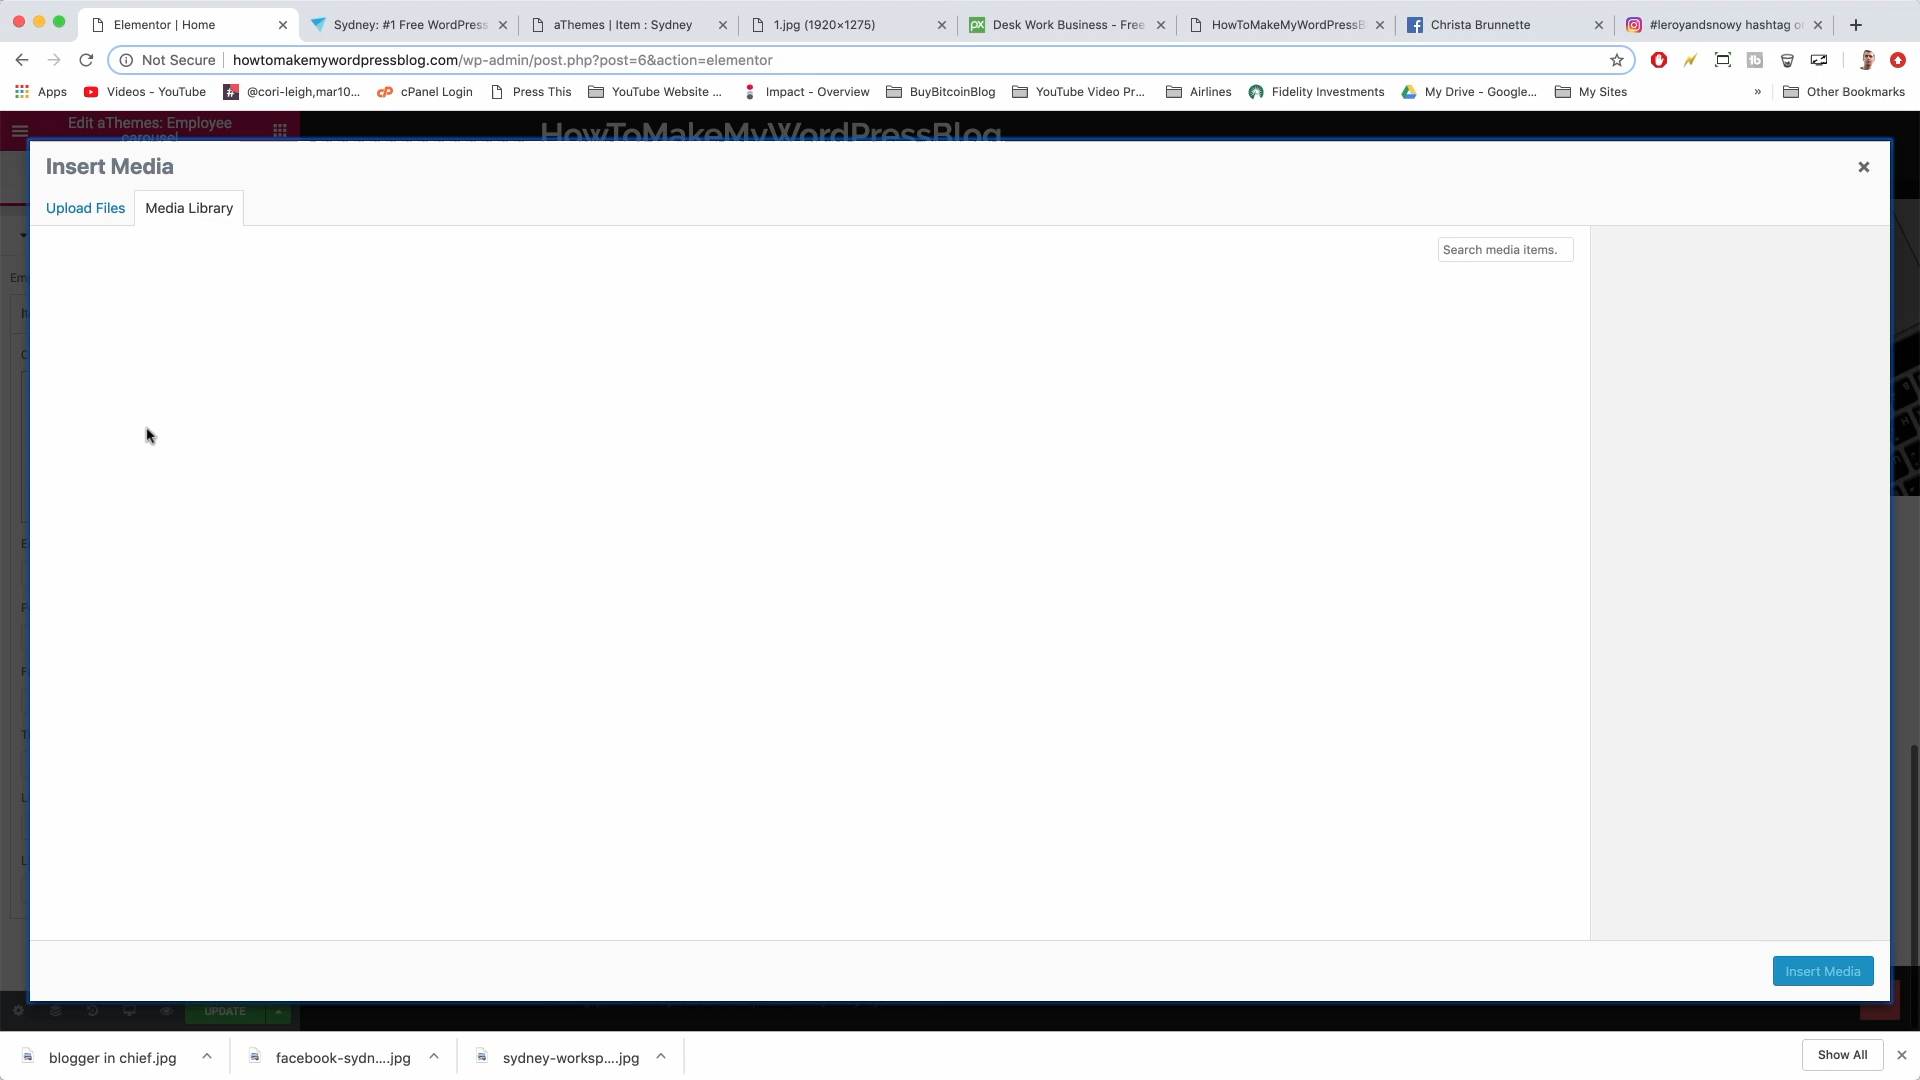 Elementor | Home
Sydney: #1 Free WordPress
aThemes | Item : Sydney
1.jpg (1920×1275)
Desk Work Business - Free
HowToMakeMyWordPressB
Christa Brunnette
#leroyandsnowy hashtag o
Not Secure
howtomakemywordpressblog.com/wp-admin/post.php?post=6&action=elementor
Apps
Videos - YouTube
@cori-leigh,mar10...
cPanel Login
Press This
YouTube Website ...
Impact - Overview
BuyBitcoinBlog
YouTube Video Pr...
Airlines
Fidelity Investments
My Drive - Google...
My Sites
»
Other Bookmarks
Edit aThemes: Employee
carousel
HowToMakeMyWordPressBlog
Insert Media
Upload Files
Media Library
Search media items.
Insert Media
UPDATE
blogger in chief.jpg
facebook-sydn....jpg
sydney-worksp....jpg
Show All